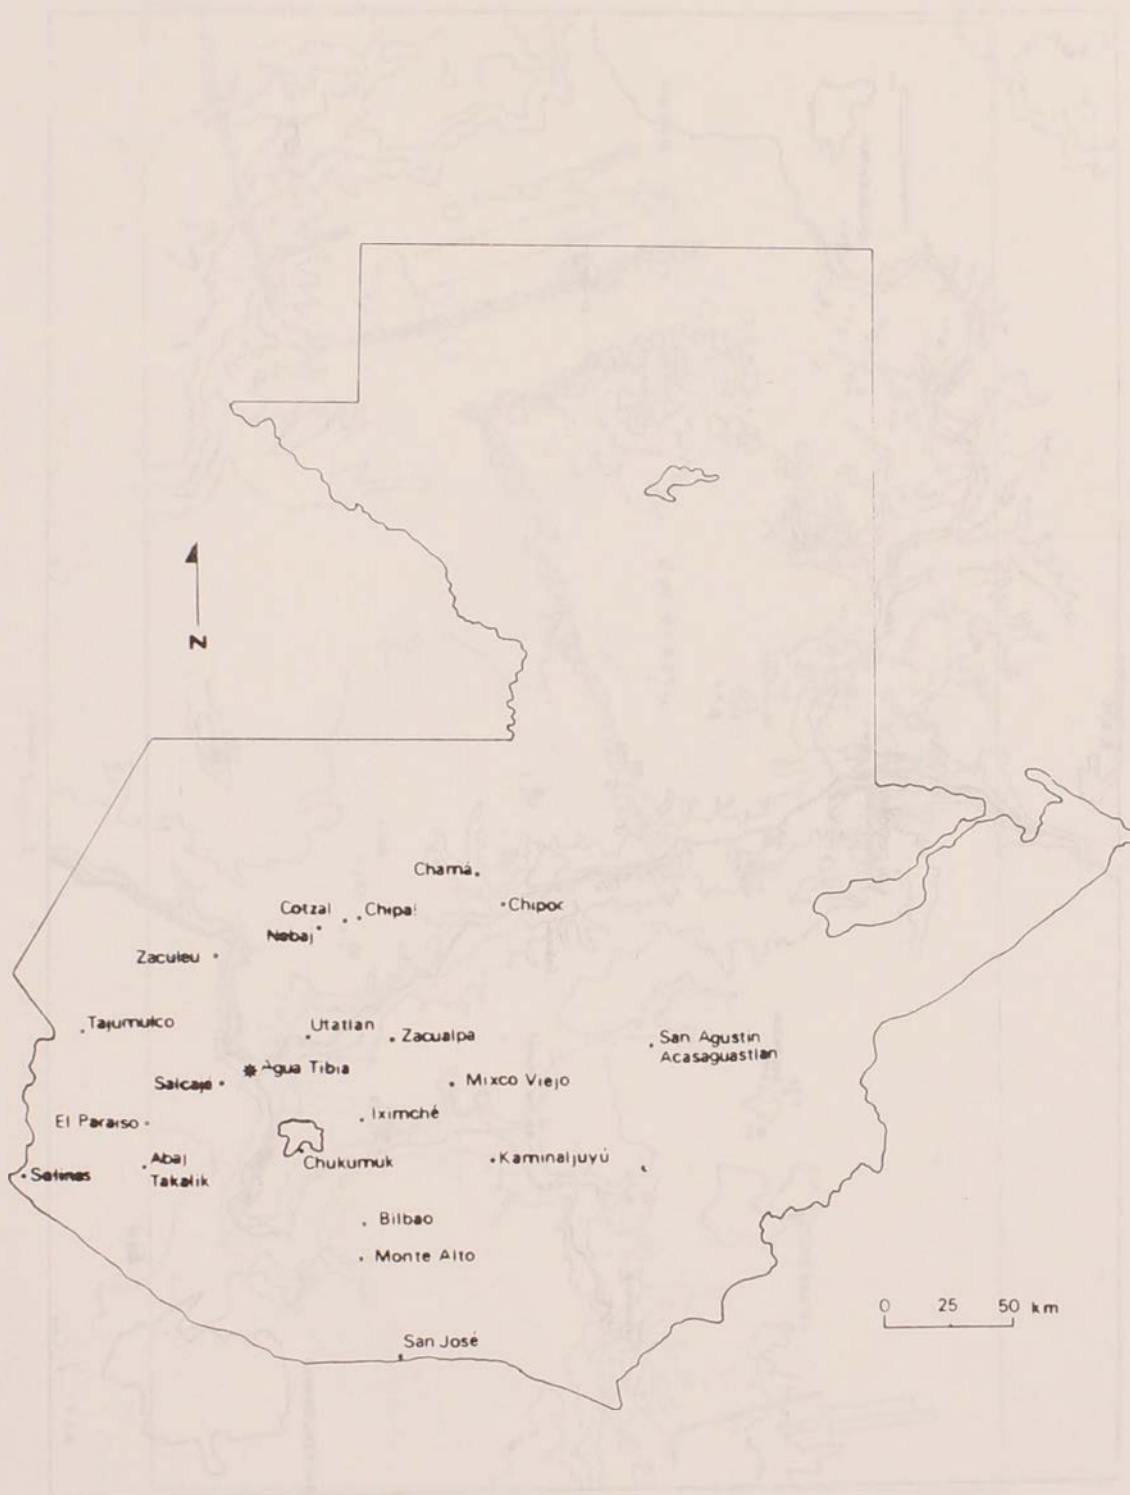 N
Chamá
Cotzal
Chipal
Chipoc
Nebaj
Zaculeu
Tajumulco
Utatlan
Zacualpa
San Agustin
Acasaguastlan
Agua Tibia
Salcajá
Mixco Viejo
El Paraiso
Iximché
Abaj
Takalik
Salinas
Chukumuk
Kaminaljuyú
Bilbao
Monte Alto
0 25 50 km
San José